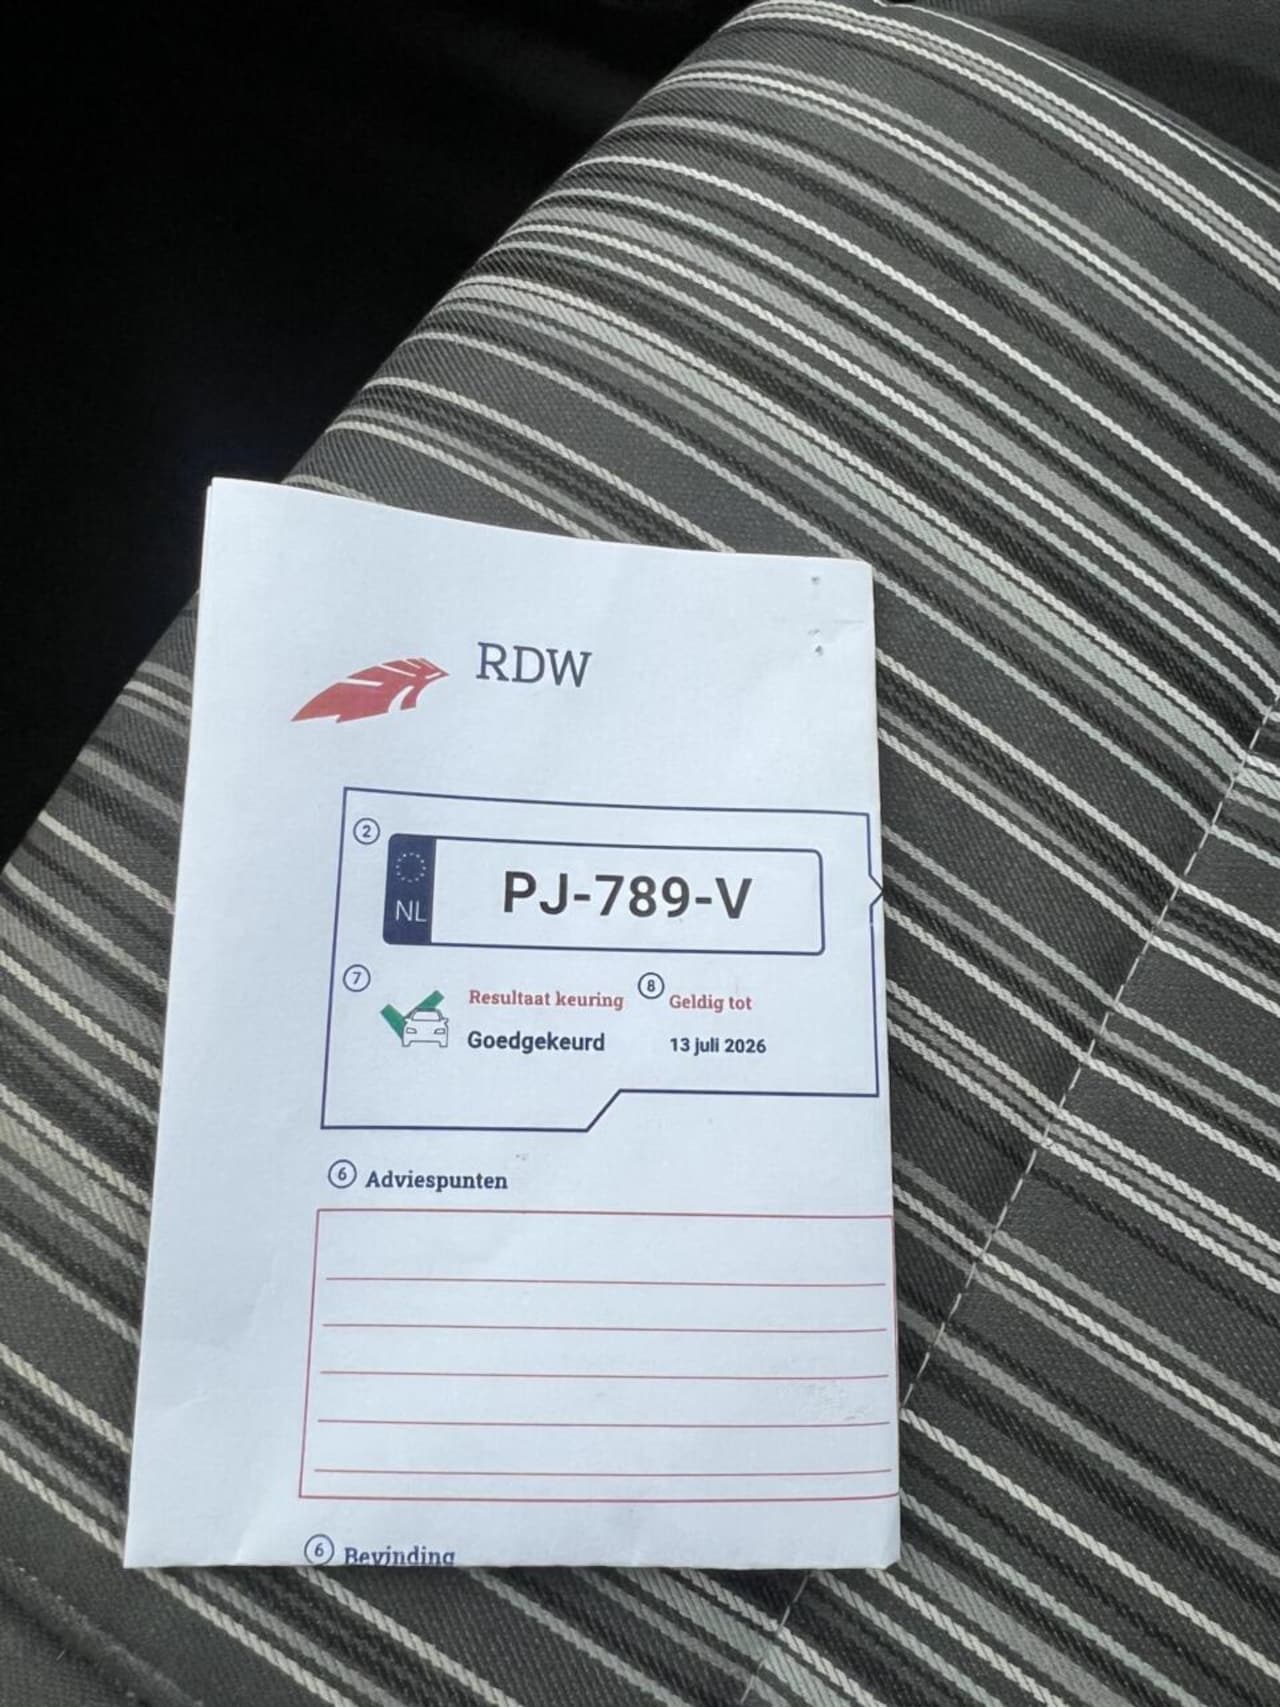 RDW
2
NL
PJ-789-V
7
Resultaat keuring
8
Geldig tot
Goedgekeurd
13 juli 2026
6 Adviespunten
6 Bevinding